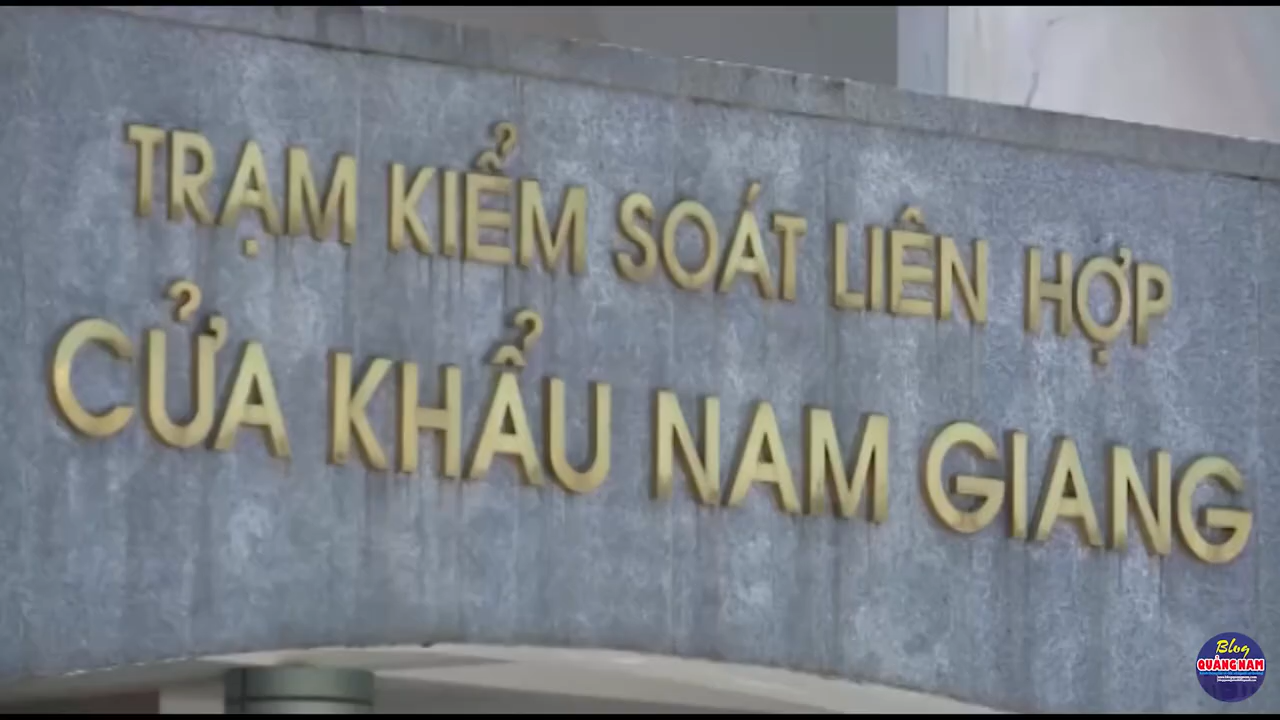 TRẠM KIỂM SOÁT LIÊN HỢP
CỬA KHẨU NAM GIANG
Blog
QUẢNG NAM